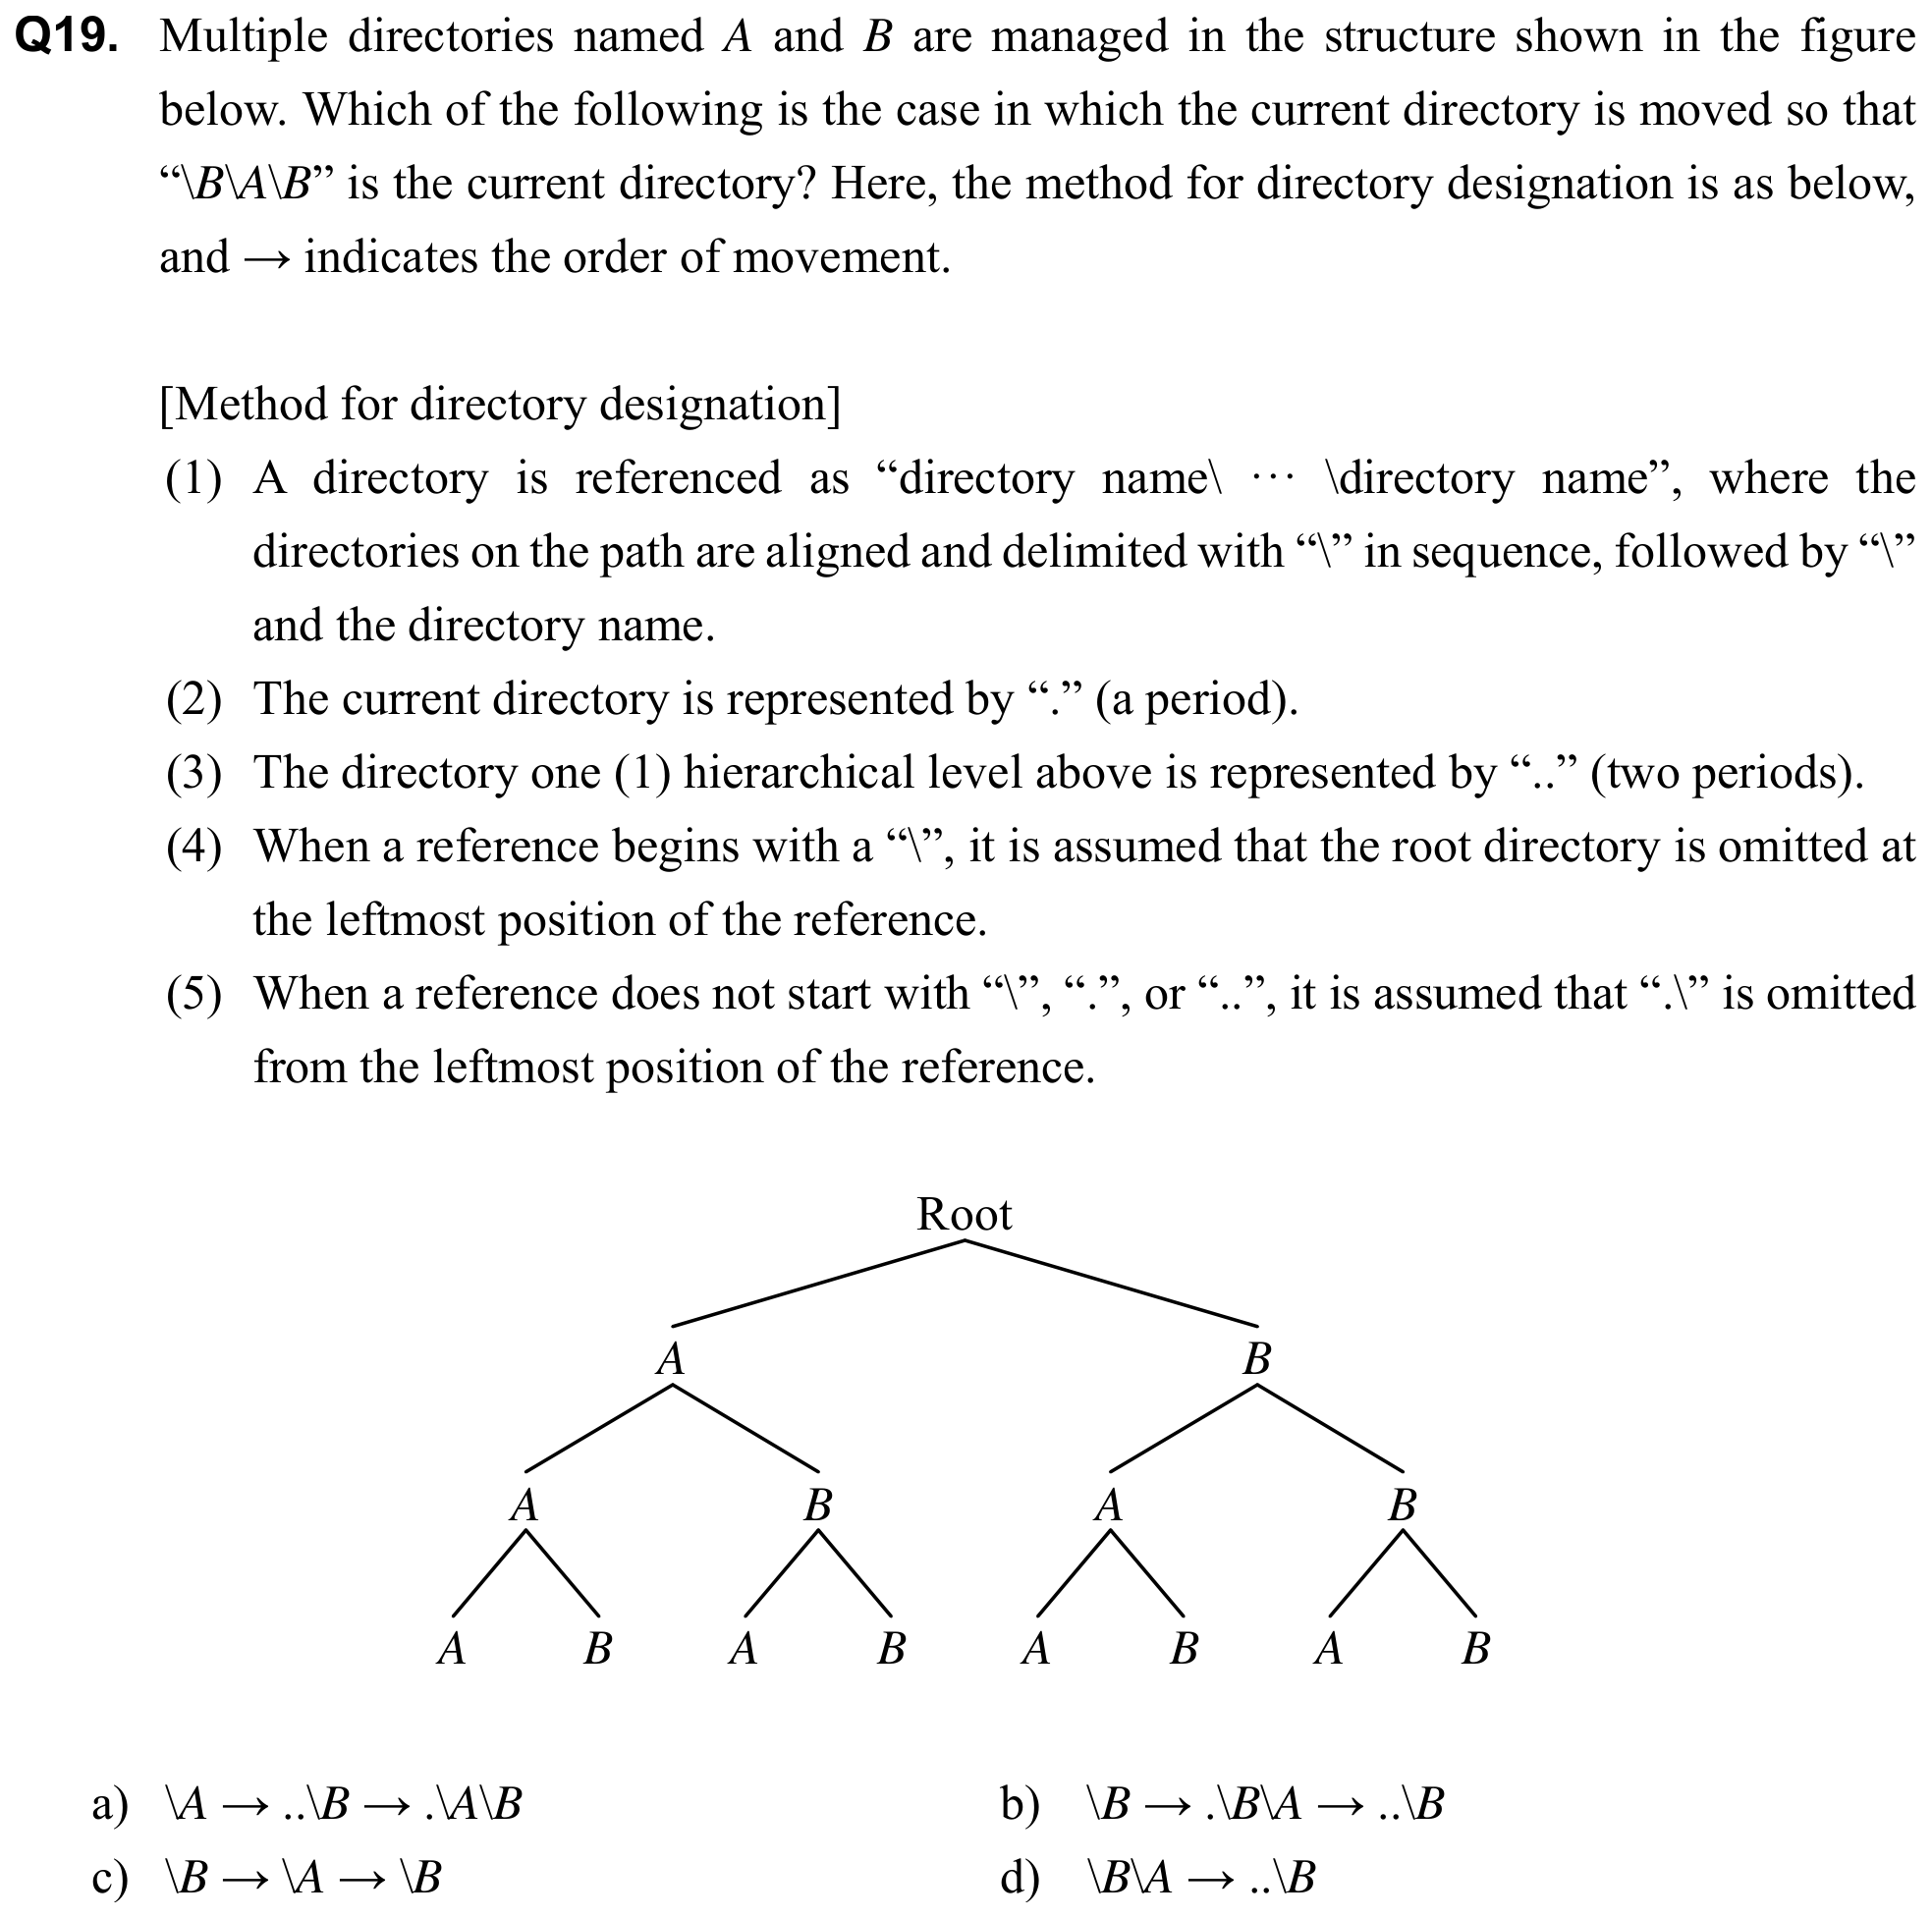 Q19. Multiple directories named A and B are managed in the structure shown in the figure
below. Which of the following is the case in which the current directory is moved so that
“\B\A\B” is the current directory? Here, the method for directory designation is as below,
and → indicates the order of movement.
[Method for directory designation]
(1) A directory is referenced as “directory name\ ··· \directory name”, where the
directories on the path are aligned and delimited with “\” in sequence, followed by “\”
and the directory name.
(2) The current directory is represented by “.” (a period).
(3) The directory one (1) hierarchical level above is represented by “..” (two periods).
(4) When a reference begins with a “\”, it is assumed that the root directory is omitted at
the leftmost position of the reference.
(5) When a reference does not start with “\”, “.”, or “..”, it is assumed that “.\” is omitted
from the leftmost position of the reference.
Root
A B
A B A B
A B A B A B A B
a) \A → ..\B → .\A\B b) \B → .\B\A → ..\B
c) \B → \A → \B d) \B\A → ..\B